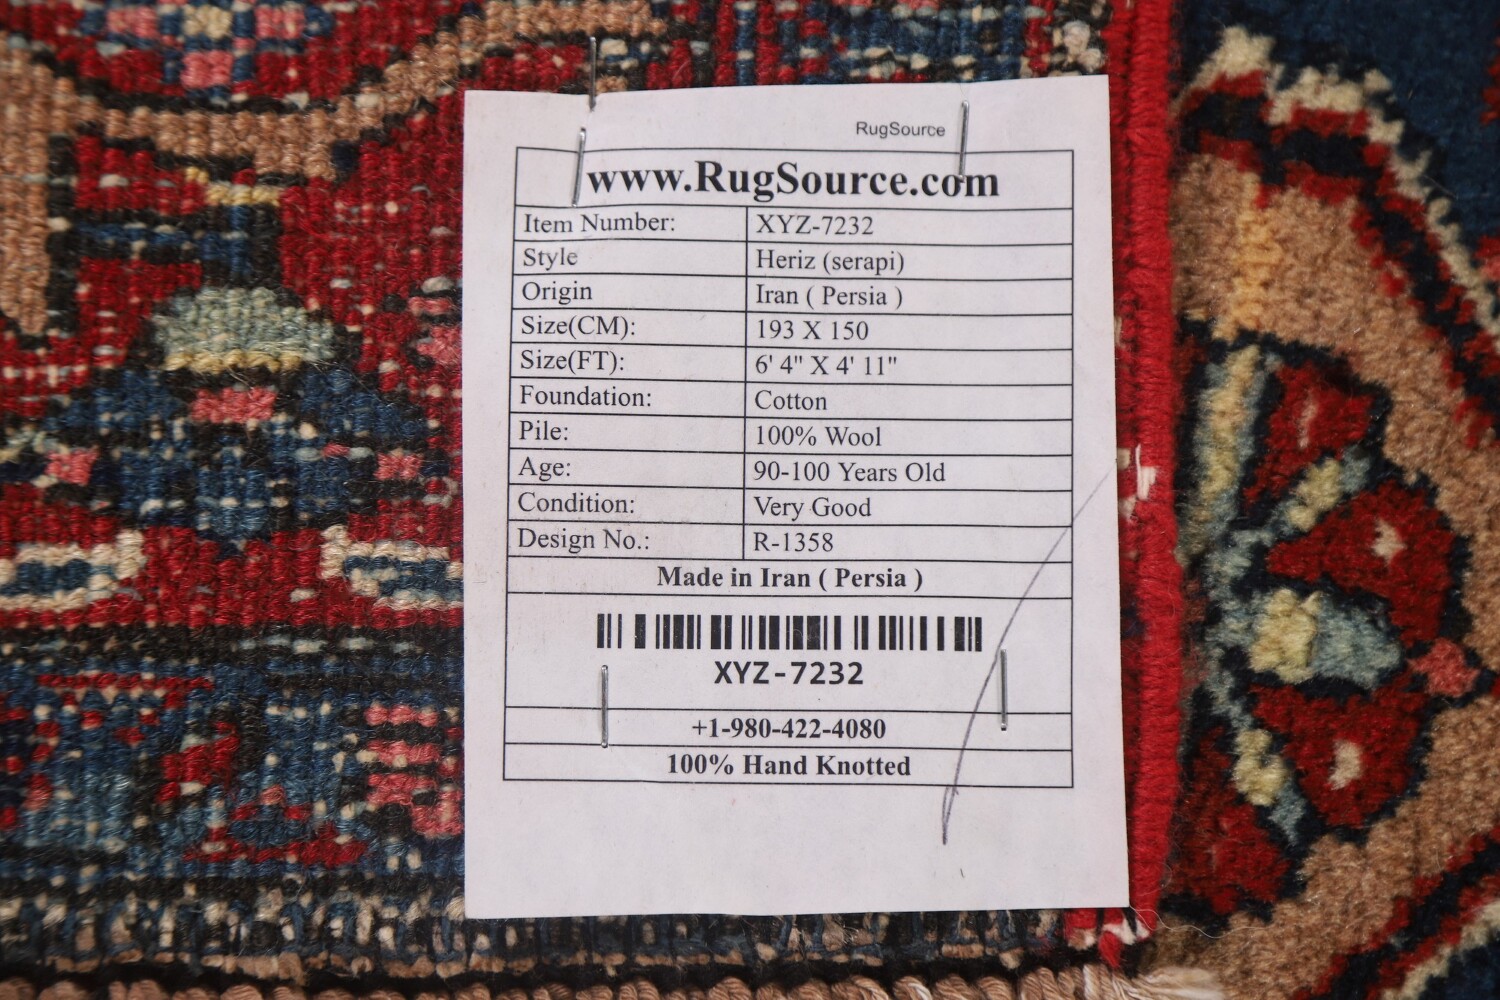 RugSource
www.RugSource.com
Item Number: XYZ-7232
Style Heriz (serapi)
Origin Iran ( Persia )
Size(CM): 193 X 150
Size(FT): 6' 4" X 4' 11"
Foundation: Cotton
Pile: 100% Wool
Age: 90-100 Years Old
Condition: Very Good
Design No.: R-1358
Made in Iran ( Persia )
XYZ-7232
+1-980-422-4080
100% Hand Knotted